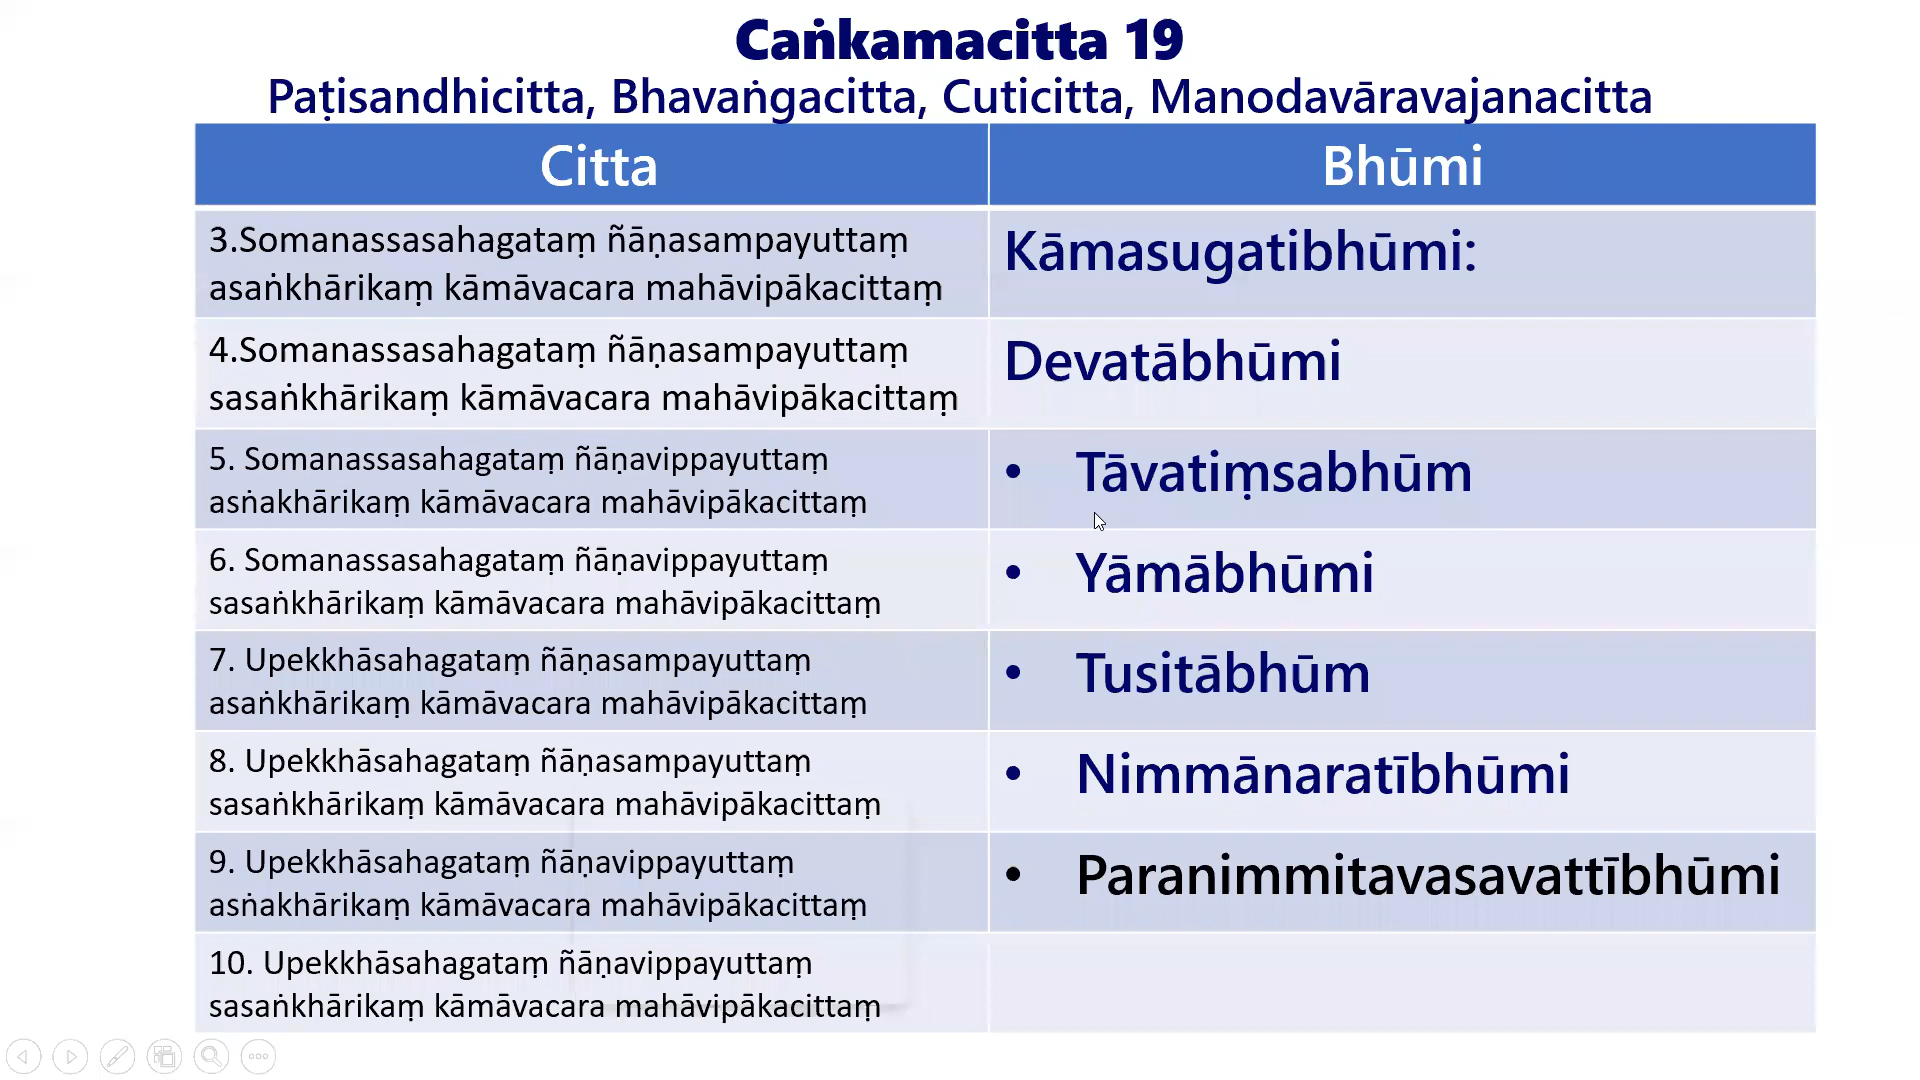 Caṅkamacitta 19
Paṭisandhicitta, Bhavaṅgacitta, Cuticitta, Manodavāravajanacitta
Citta
Bhūmi
3.Somanassasahagataṃ ñāṇasampayuttaṃ
asaṅkhārikaṃ kāmāvacara mahāvipākacittaṃ
Kāmasugatibhūmi:
4.Somanassasahagataṃ ñāṇasampayuttaṃ
sasaṅkhārikaṃ kāmāvacara mahāvipākacittaṃ
Devatābhūmi
5. Somanassasahagataṃ ñāṇavippayuttaṃ
asṅakhārikaṃ kāmāvacara mahāvipākacittaṃ
• Tāvatiṃsabhūm
6. Somanassasahagataṃ ñāṇavippayuttaṃ
sasaṅkhārikaṃ kāmāvacara mahāvipākacittaṃ
• Yāmābhūmi
7. Upekkhāsahagataṃ ñāṇasampayuttaṃ
asaṅkhārikaṃ kāmāvacara mahāvipākacittaṃ
• Tusitābhūm
8. Upekkhāsahagataṃ ñāṇasampayuttaṃ
sasaṅkhārikaṃ kāmāvacara mahāvipākacittaṃ
• Nimmānaratībhūmi
9. Upekkhāsahagataṃ ñāṇavippayuttaṃ
asṅakhārikaṃ kāmāvacara mahāvipākacittaṃ
• Paranimmitavasavattībhūmi
10. Upekkhāsahagataṃ ñāṇavippayuttaṃ
sasaṅkhārikaṃ kāmāvacara mahāvipākacittaṃ